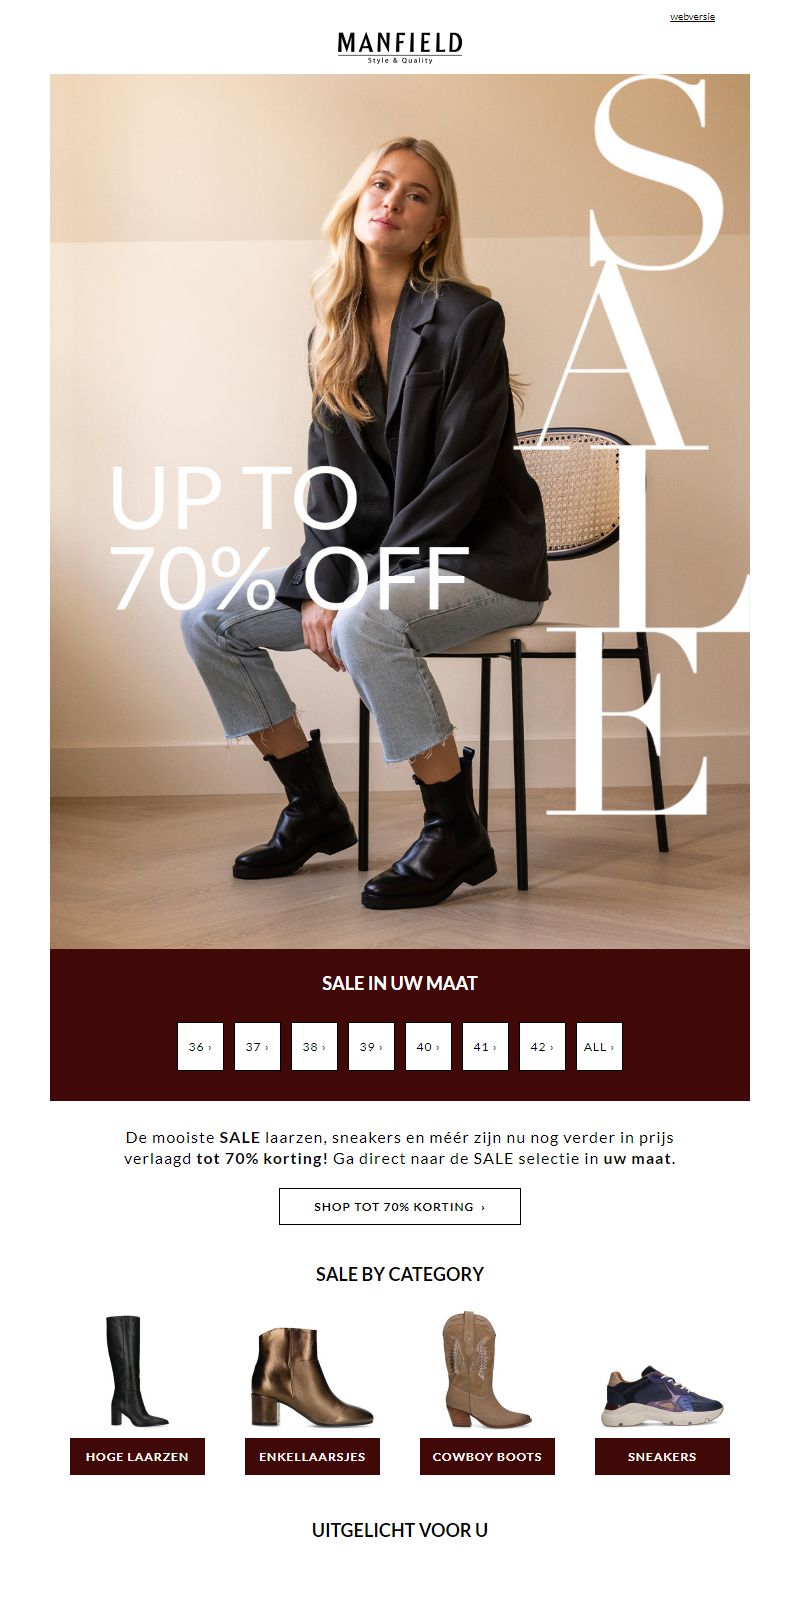 webversie
MANFIELD
Style & Quality
SALE
UP TO
70% OFF
SALE IN UW MAAT
36 › 37 › 38 › 39 › 40 › 41 › 42 › ALL ›
De mooiste SALE laarzen, sneakers en méér zijn nu nog verder in prijs
verlaagd tot 70% korting! Ga direct naar de SALE selectie in uw maat.
SHOP TOT 70% KORTING ›
SALE BY CATEGORY
HOGE LAARZEN ENKELLAARSJES COWBOY BOOTS SNEAKERS
UITGELICHT VOOR U